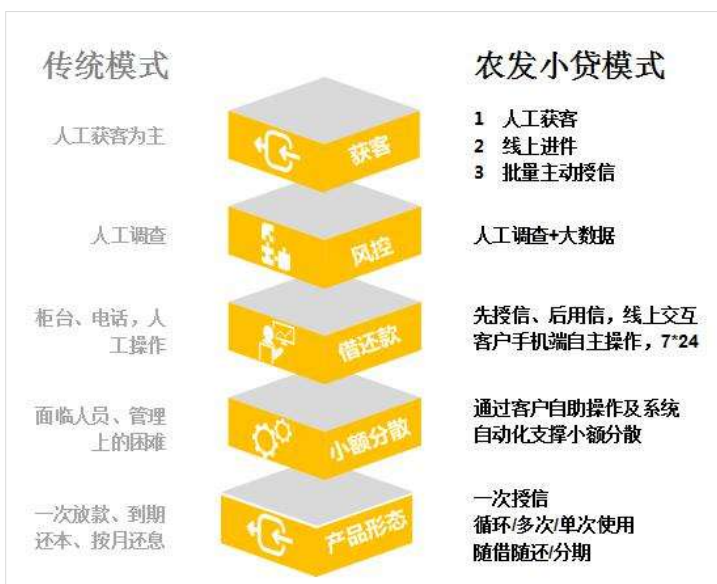 传统模式
农发小贷模式
人工获客为主
获客
1 人工获客
2 线上进件
3 批量主动授信
人工调查
风控
人工调查+大数据
柜台、电话，人
工操作
借还款
先授信、后用信，线上交互
客户手机端自主操作，7*24
面临人员、管理
上的困难
小额分散
通过客户自助操作及系统
自动化支撑小额分散
一次放款、到期
还本、按月还息
产品形态
一次授信
循环/多次/单次使用
随借随还/分期